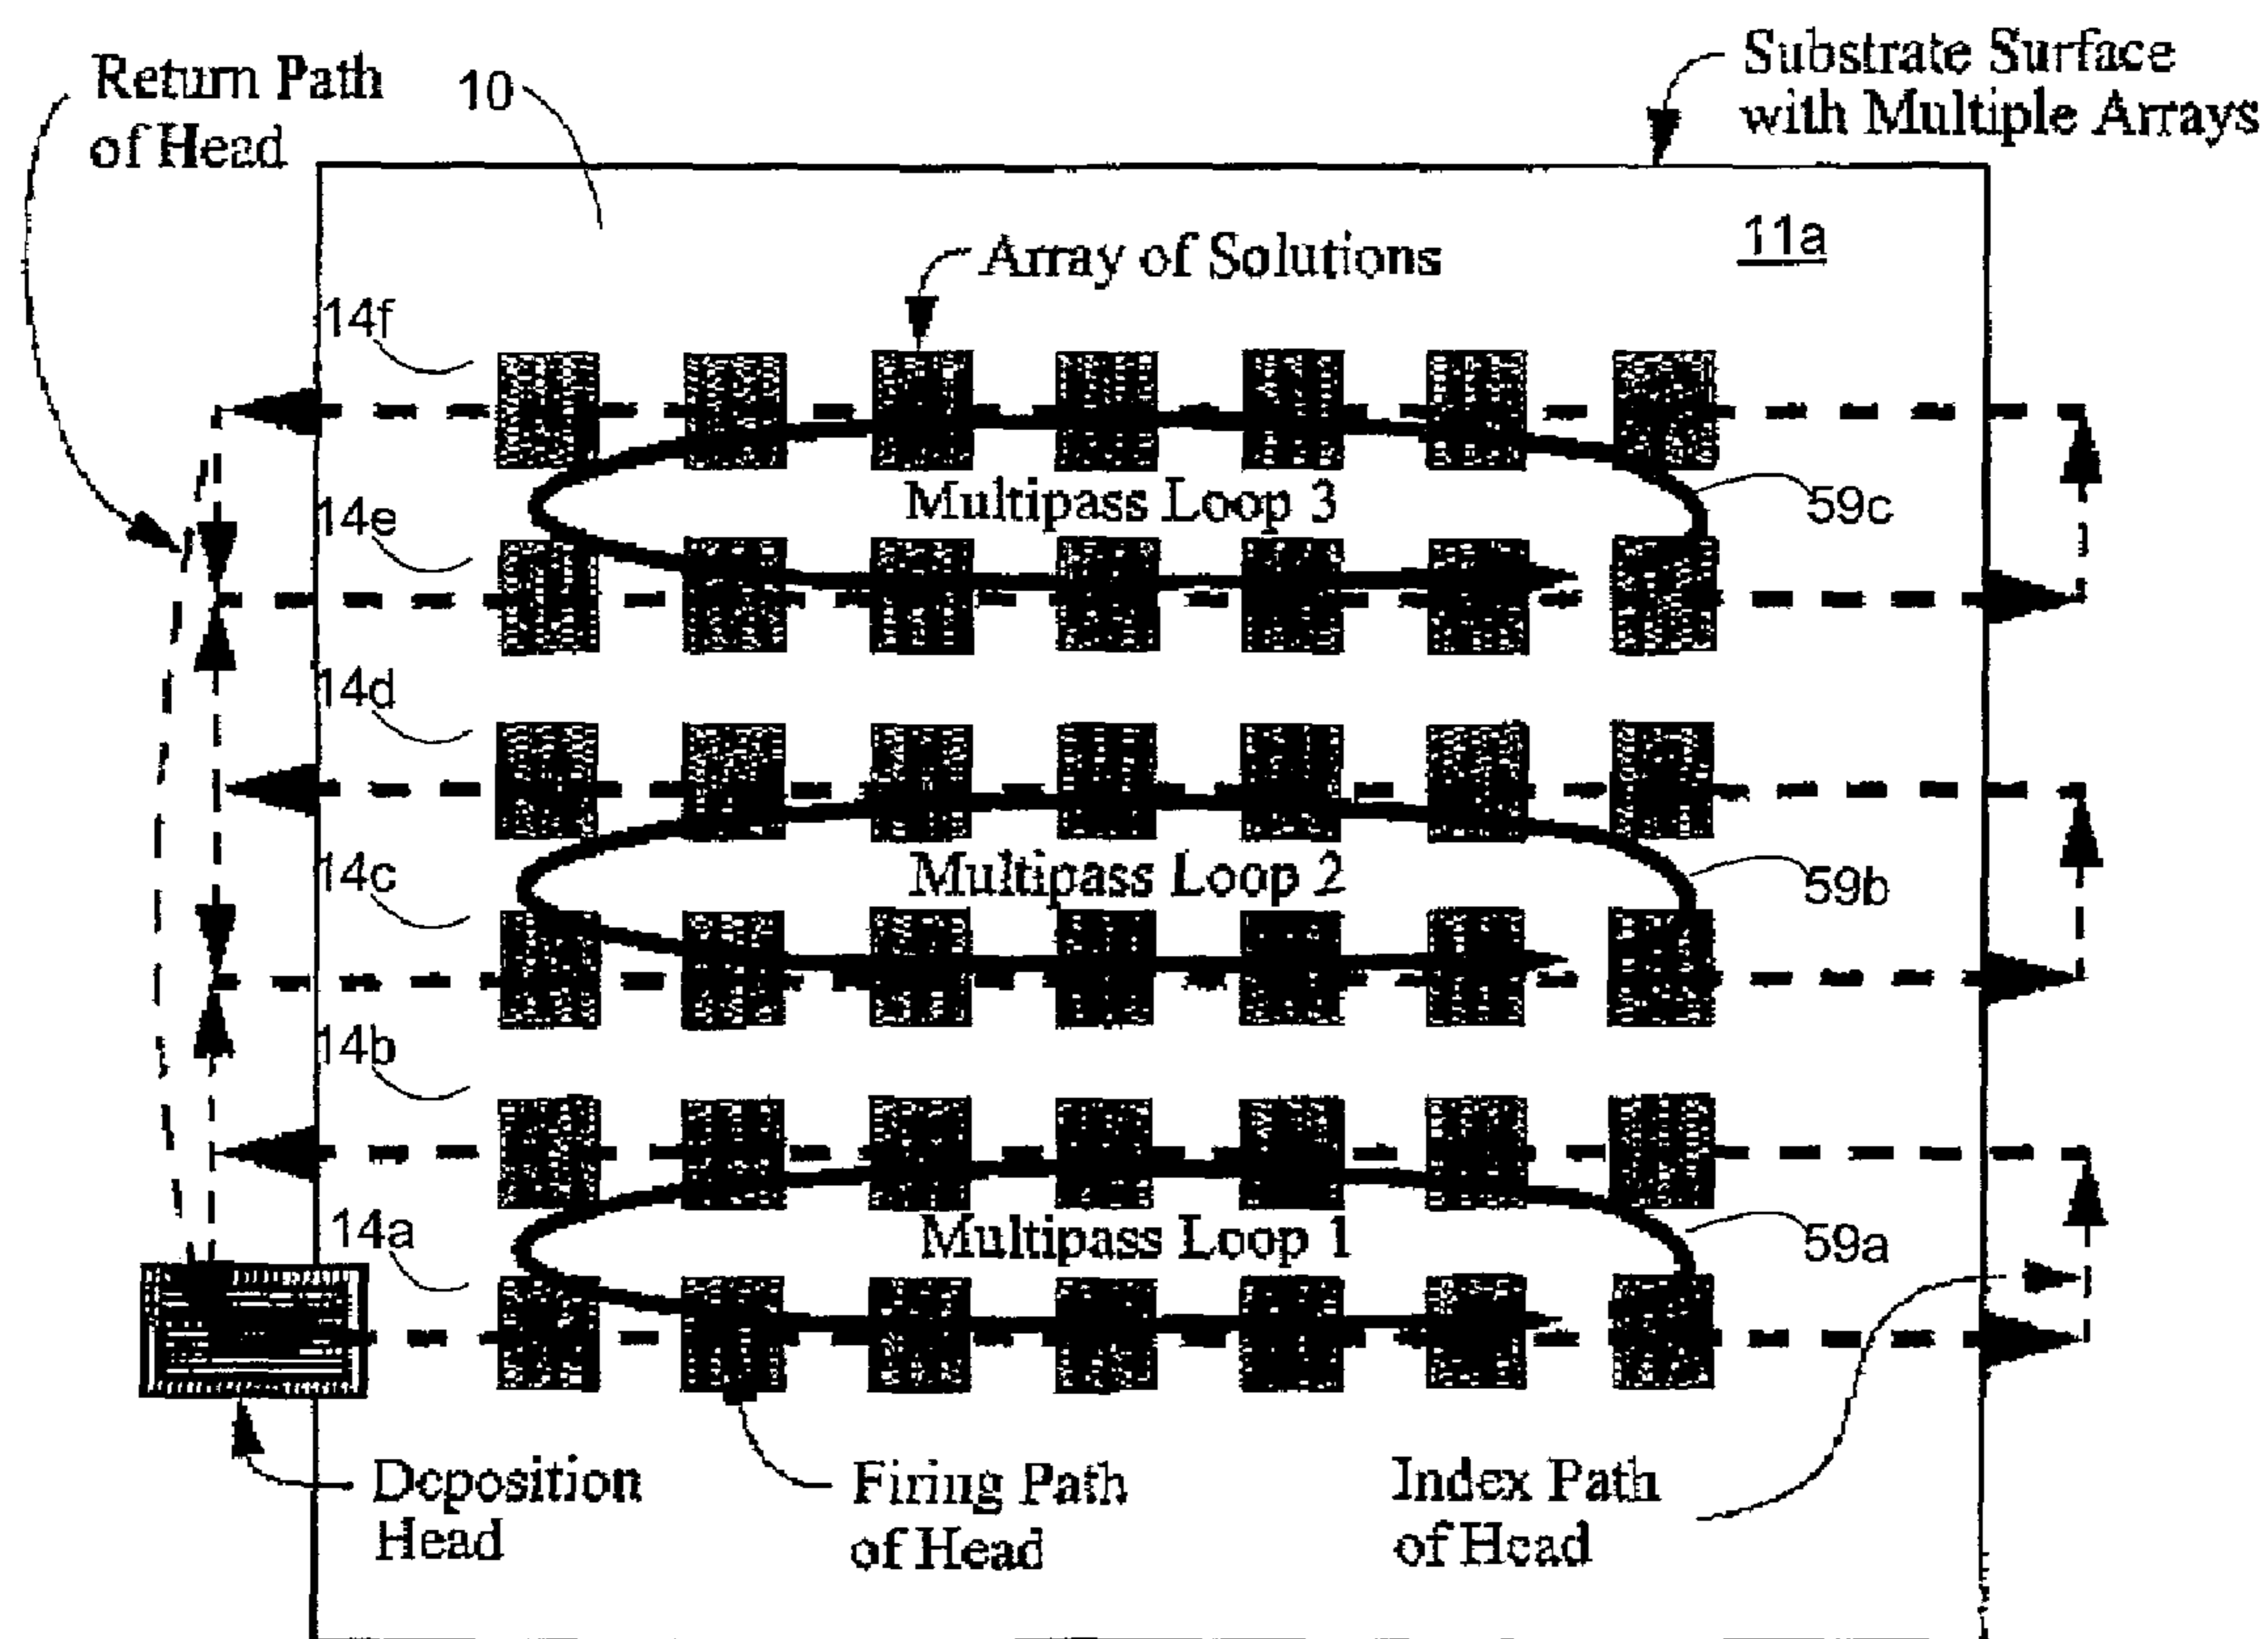 Return Path
of Head
10
Substrate Surface
with Multiple Arrays
11a
Array of Solutions
14f
Multipass Loop 3
59c
14e
14d
Multipass Loop 2
59b
14c
14b
14a
Multipass Loop 1
59a
Deposition
Head
Firing Path
of Head
Index Path
of Head